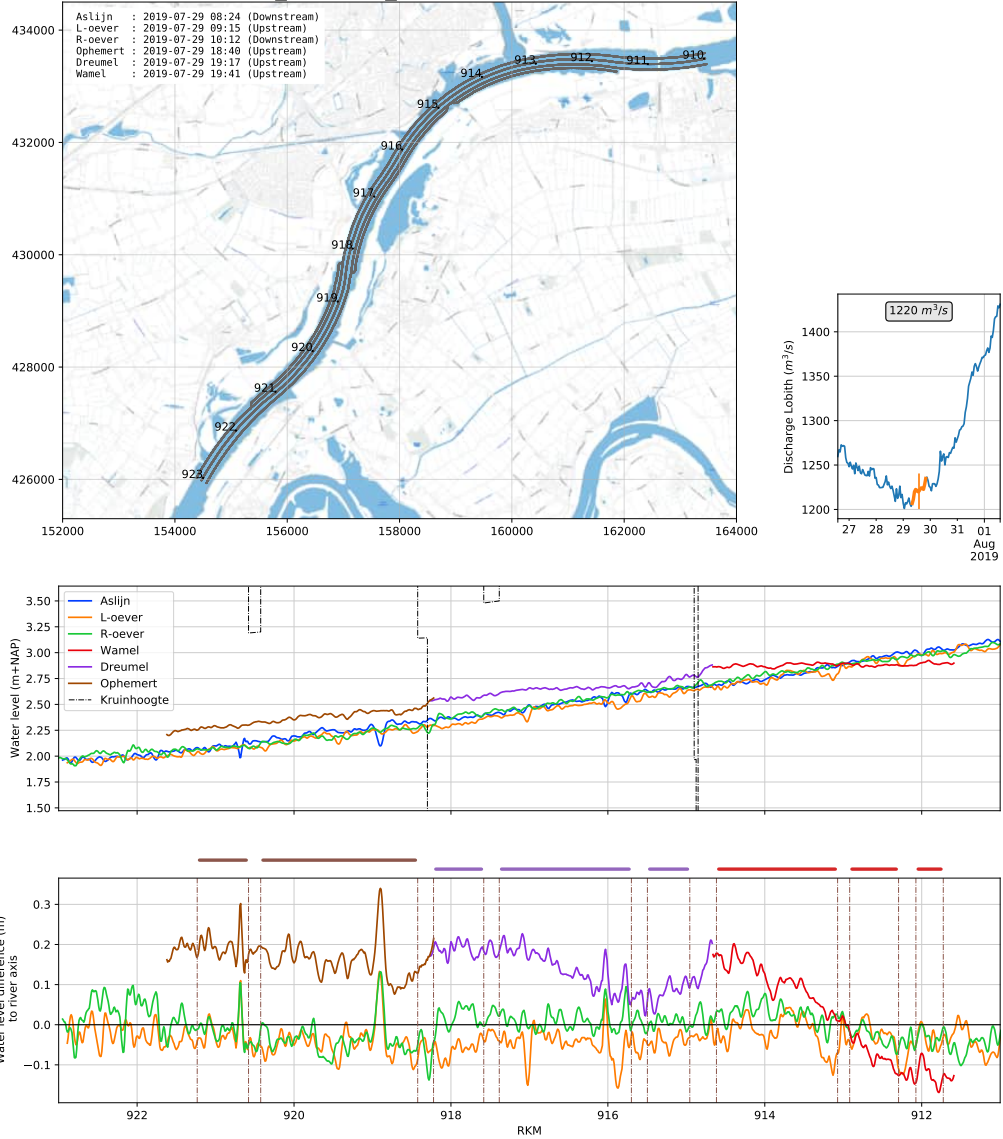 Aslijn : 2019-07-29 08:24 (Downstream)
L-oever : 2019-07-29 09:15 (Upstream)
R-oever : 2019-07-29 10:12 (Downstream)
Ophemert : 2019-07-29 18:40 (Upstream)
Dreumel : 2019-07-29 19:17 (Upstream)
Wamel : 2019-07-29 19:41 (Upstream)
434000
432000
430000
428000
426000
910
911
912
913
914
915
916
917
918
919
920
921
922
923
152000 154000 156000 158000 160000 162000 164000
1220 m³/s
Discharge Lobith (m³/s)
1400
1350
1300
1250
1200
27 28 29 30 31 01
Aug
2019
Water level (m+NAP)
3.50
3.25
3.00
2.75
2.50
2.25
2.00
1.75
1.50
Aslijn
L-oever
R-oever
Wamel
Dreumel
Ophemert
Kruinhoogte
level difference (m)
to river axis
0.3
0.2
0.1
0.0
−0.1
922 920 918 916 914 912
RKM